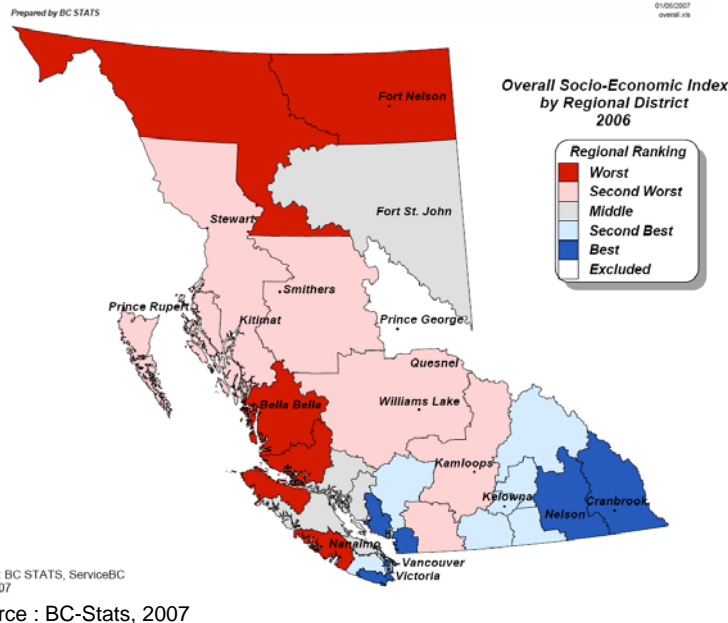 Prepared by BC STATS
01/06/2007
overall.xls
Overall Socio-Economic Index
by Regional District
2006
Regional Ranking
Worst
Second Worst
Middle
Second Best
Best
Excluded
Fort Nelson
Fort St. John
Stewart
Smithers
Prince Rupert
Kitimat
Prince George
Quesnel
Bella Bella
Williams Lake
Kamloops
Kelowna
Cranbrook
Nelson
Nanaimo
Vancouver
Victoria
: BC STATS, ServiceBC
07
rce : BC-Stats, 2007